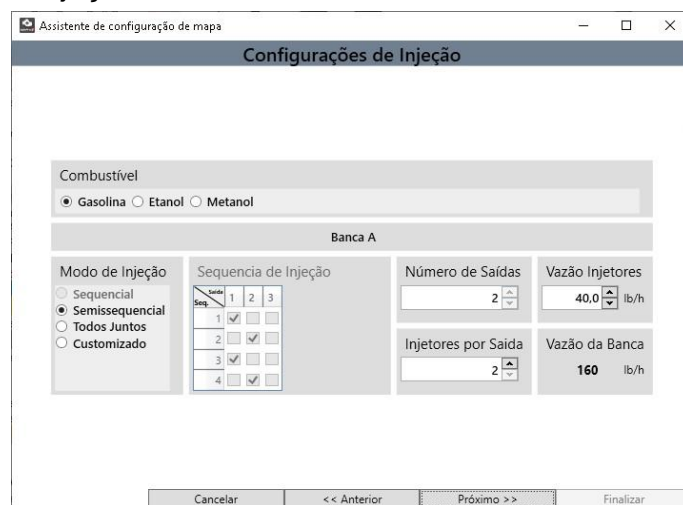 Assistente de configuração de mapa
Configurações de Injeção
Combustível
Gasolina Etanol Metanol
Banca A
Modo de Injeção
Sequencial
Semissequencial
Todos Juntos
Customizado
Sequencia de Injeção
Saída
Seq.
1 2 3
1
2
3
4
Número de Saídas
2
Injetores por Saida
2
Vazão Injetores
40,0 lb/h
Vazão da Banca
160 lb/h
Cancelar << Anterior Próximo >> Finalizar